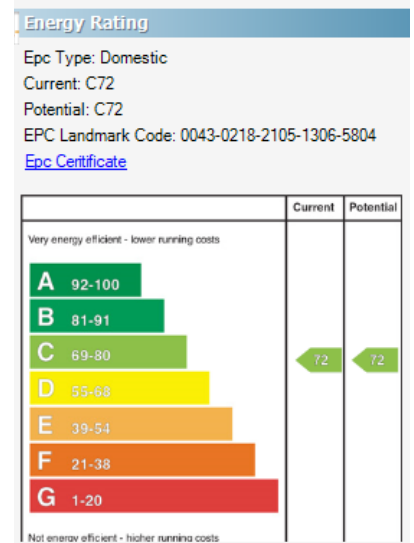 Energy Rating
Epc Type: Domestic
Current: C72
Potential: C72
EPC Landmark Code: 0043-0218-2105-1306-5804
Epc Ceritificate
Current Potential
Very energy efficient - lower running costs
A 92-100
B 81-91
C 69-80 72 72
D 55-68
E 39-54
F 21-38
G 1-20
Not energy efficient - higher running costs